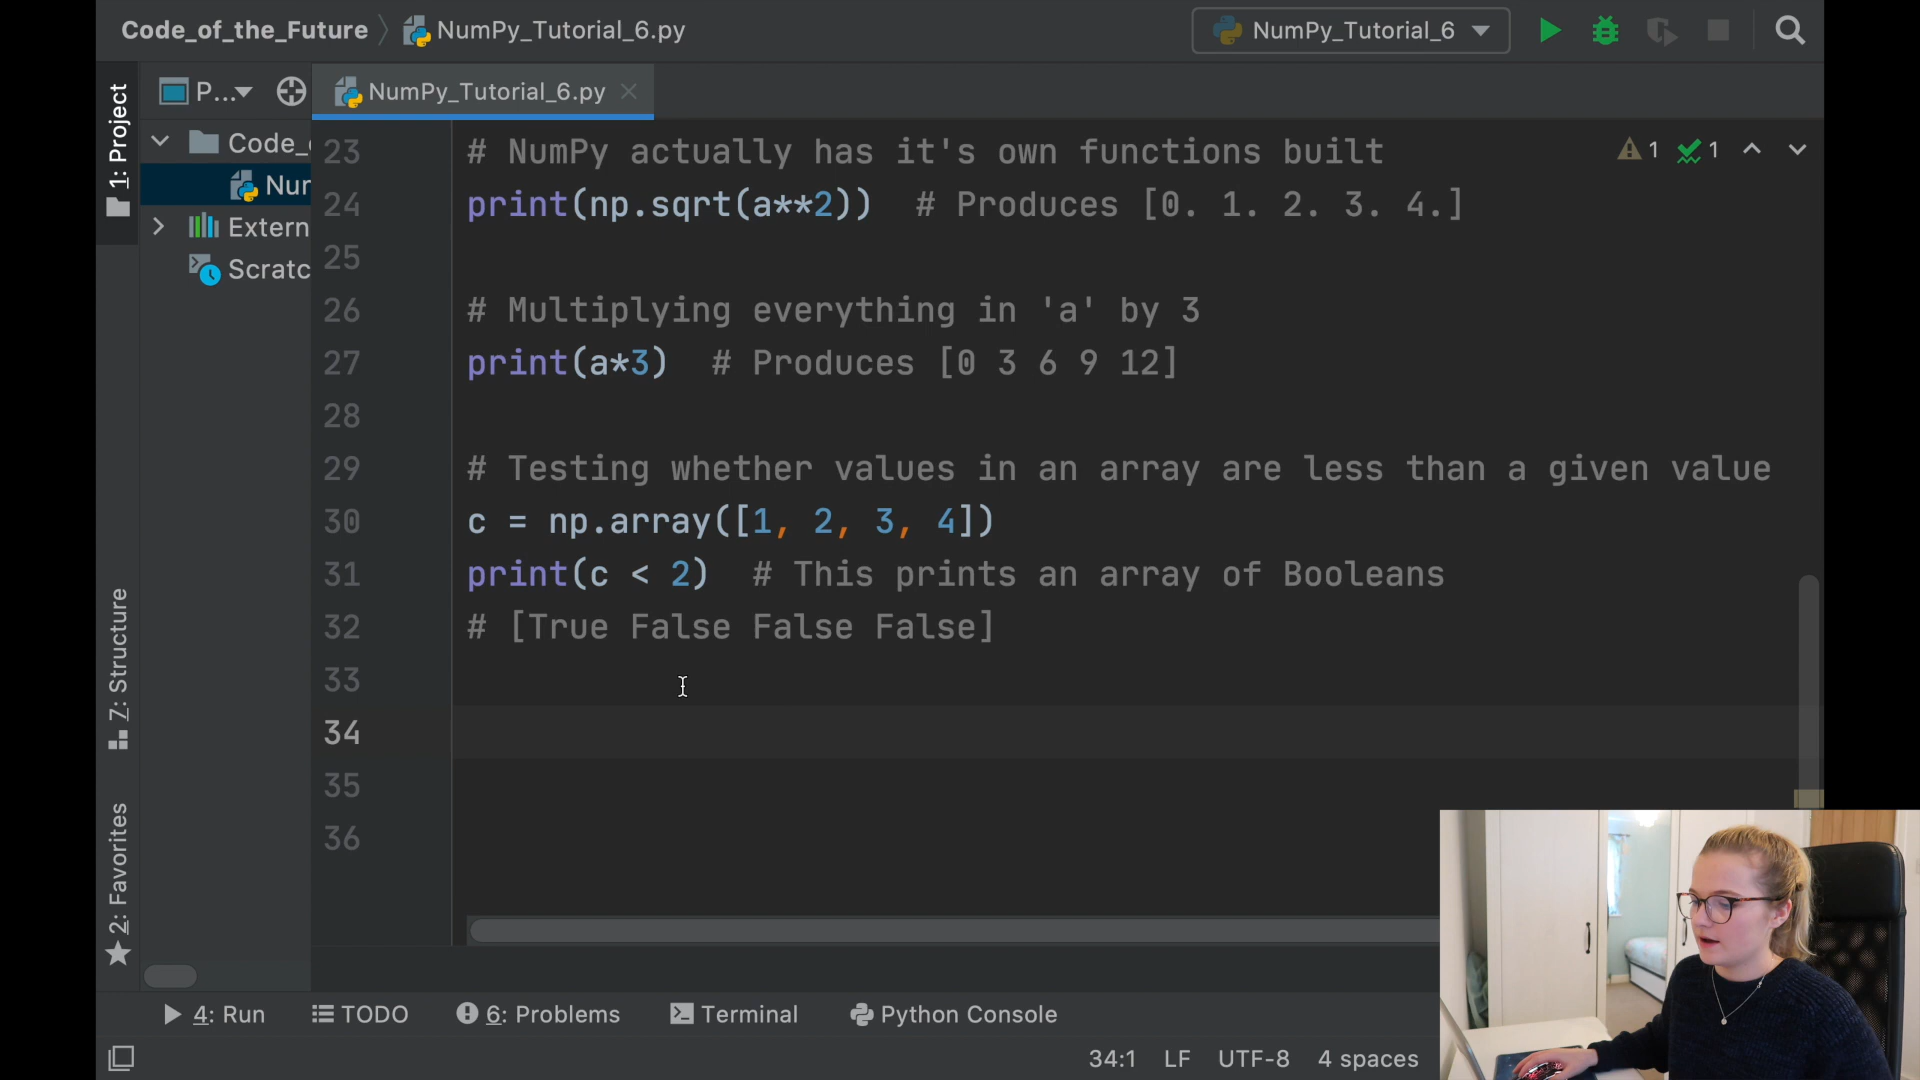 Code_of_the_Future
NumPy_Tutorial_6.py
NumPy_Tutorial_6
1: Project
P...
NumPy_Tutorial_6.py
Code_
Nur
Extern
Scratc
7: Structure
2: Favorites
1
1
23 # NumPy actually has it's own functions built
24 print(np.sqrt(a**2)) # Produces [0. 1. 2. 3. 4.]
25
26 # Multiplying everything in 'a' by 3
27 print(a*3) # Produces [0 3 6 9 12]
28
29 # Testing whether values in an array are less than a given value
30 c = np.array([1, 2, 3, 4])
31 print(c < 2) # This prints an array of Booleans
32 # [True False False False]
33
34
35
36
4: Run
TODO
6: Problems
Terminal
Python Console
34:1 LF UTF-8 4 spaces